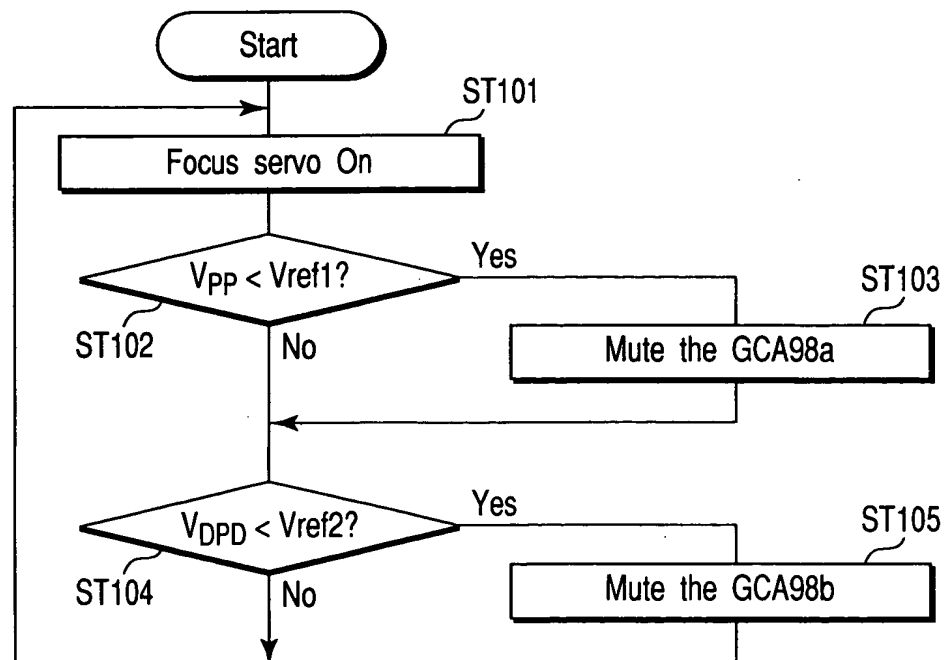 Start
ST101
Focus servo On
VPP < Vref1?
Yes
ST102
No
ST103
Mute the GCA98a
VDPD < Vref2?
Yes
ST104
No
ST105
Mute the GCA98b